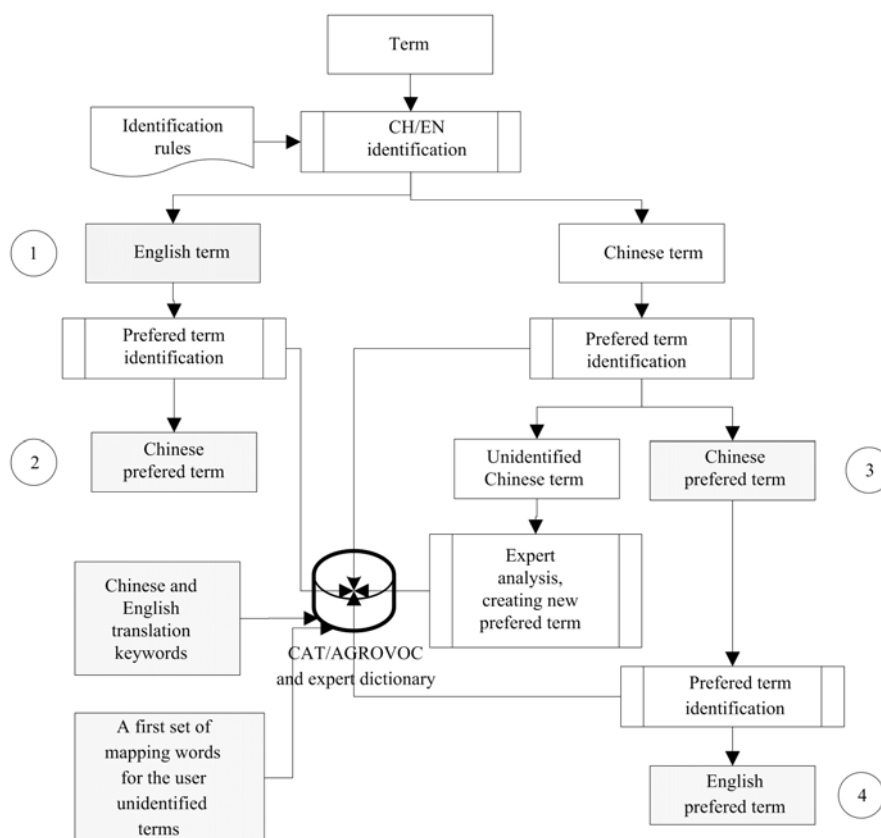 Term
Identification
rules
CH/EN
identification
1
English term
Chinese term
Prefered term
identification
Prefered term
identification
2
Chinese
prefered term
Unidentified
Chinese term
Chinese
prefered term
3
Chinese and
English
translation
keywords
Expert
analysis,
creating new
prefered term
CAT/AGROVOC
and expert dictionary
Prefered term
identification
A first set of
mapping words
for the user
unidentified
terms
English
prefered term
4